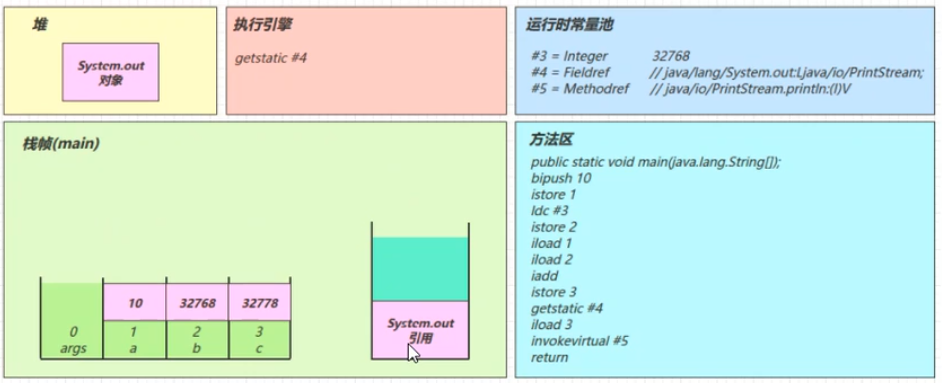 堆
System.out
对象
执行引擎
getstatic #4
运行时常量池
#3 = Integer 32768
#4 = Fieldref // java/lang/System.out:Ljava/io/PrintStream;
#5 = Methodref // java/io/PrintStream.println:(I)V
栈帧(main)
10 32768 32778
0 1 2 3
args a b c
System.out
引用
方法区
public static void main(java.lang.String[]);
bipush 10
istore 1
ldc #3
istore 2
iload 1
iload 2
iadd
istore 3
getstatic #4
iload 3
invokevirtual #5
return